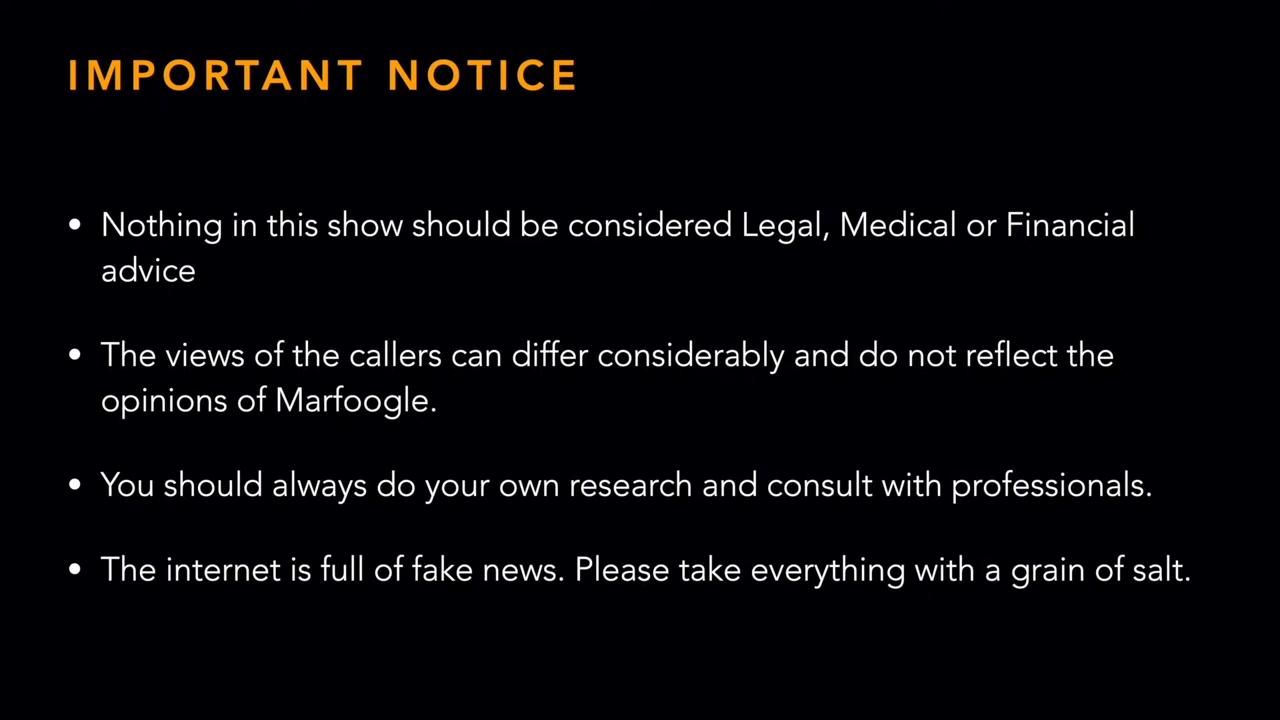 IMPORTANT NOTICE
• Nothing in this show should be considered Legal, Medical or Financial
advice
• The views of the callers can differ considerably and do not reflect the
opinions of Marfoogle.
• You should always do your own research and consult with professionals.
• The internet is full of fake news. Please take everything with a grain of salt.